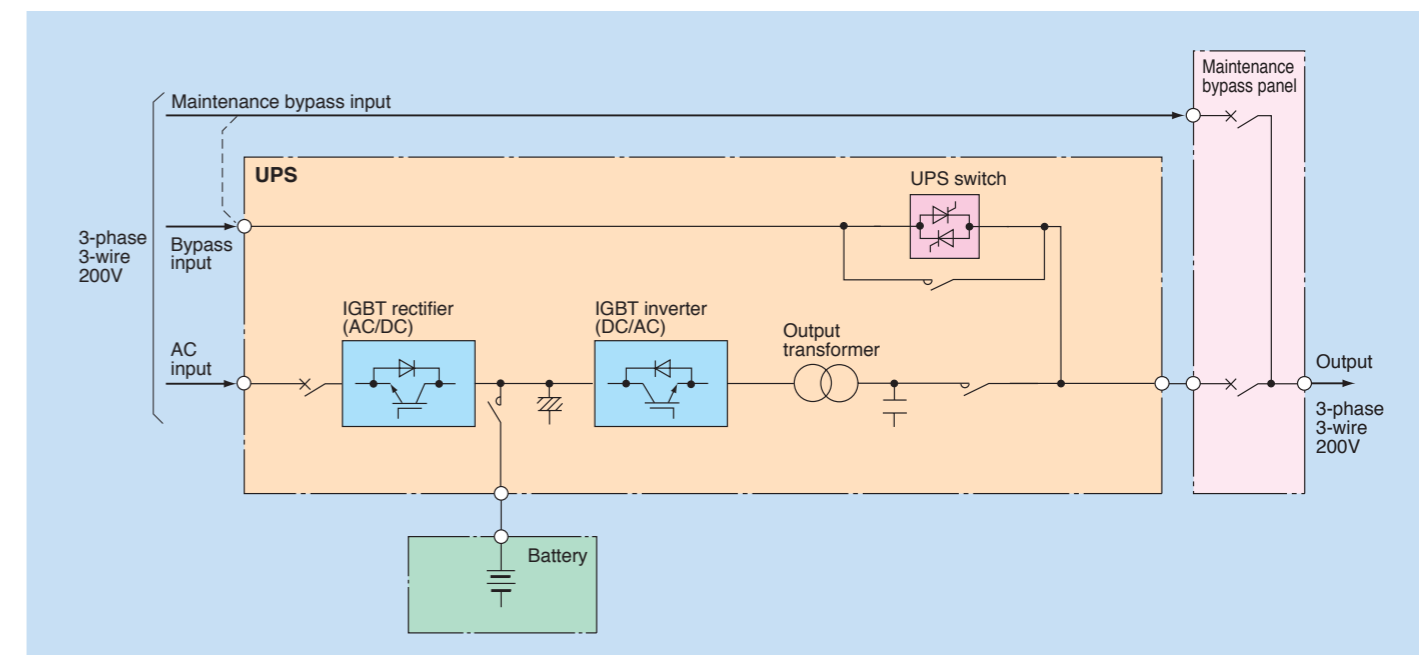 Maintenance
bypass panel
Maintenance bypass input
UPS
UPS switch
3-phase
3-wire
200V
Bypass
input
IGBT rectifier
(AC/DC)
IGBT inverter
(DC/AC)
Output
transformer
AC
input
Output
3-phase
3-wire
200V
Battery